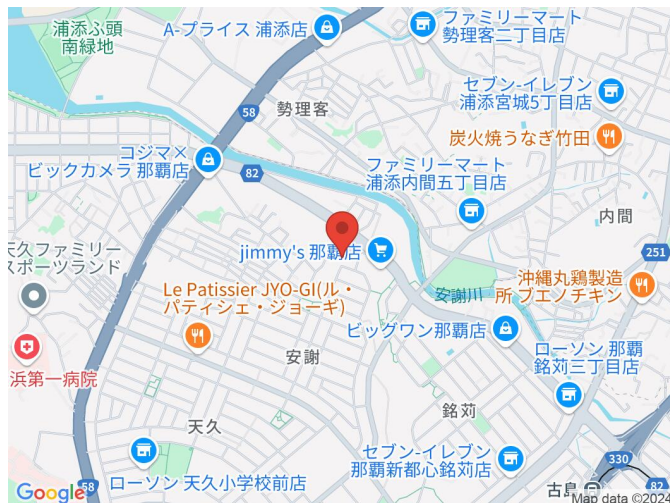 浦添ふ頭
南緑地
A-プライス 浦添店
ファミリーマート
勢理客二丁目店
58
セブン-イレブン
浦添宮城5丁目店
勢理客
炭火焼うなぎ竹田
コジマ×
ビックカメラ 那覇店
82
ファミリーマート
浦添内間五丁目店
内間
251
jimmy's 那覇店
天久ファミリー
スポーツランド
安謝川
沖縄丸鶏製造
所 ブエノチキン
Le Patissier JYO-GI(ル・
パティシェ・ジョーギ)
ビッグワン那覇店
浜第一病院
安謝
ローソン 那覇
銘苅三丁目店
天久
銘苅
セブン-イレブン
那覇新都心銘苅店
ローソン 天久小学校前店
330
58
古島
82
Google
Map data ©2024